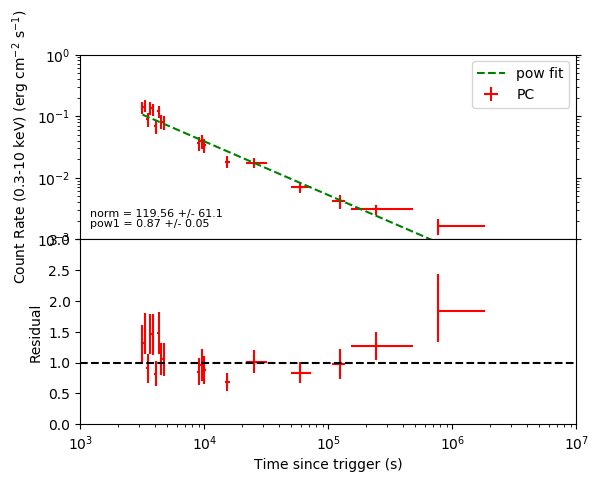 10⁰
10⁻¹
10⁻²
10⁻³
Count Rate (0.3-10 keV) (erg cm⁻² s⁻¹)
pow fit
PC
norm = 119.56 +/- 61.1
pow1 = 0.87 +/- 0.05
3.0
2.5
2.0
1.5
1.0
0.5
0.0
Residual
10³ 10⁴ 10⁵ 10⁶ 10⁷
Time since trigger (s)